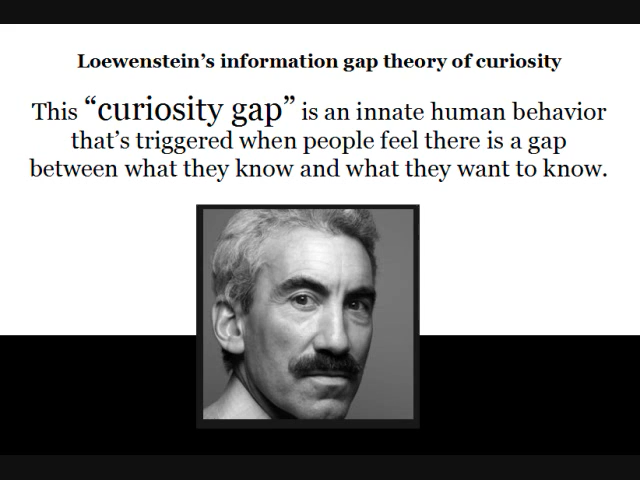 Loewenstein’s information gap theory of curiosity
This “curiosity gap” is an innate human behavior
that’s triggered when people feel there is a gap
between what they know and what they want to know.